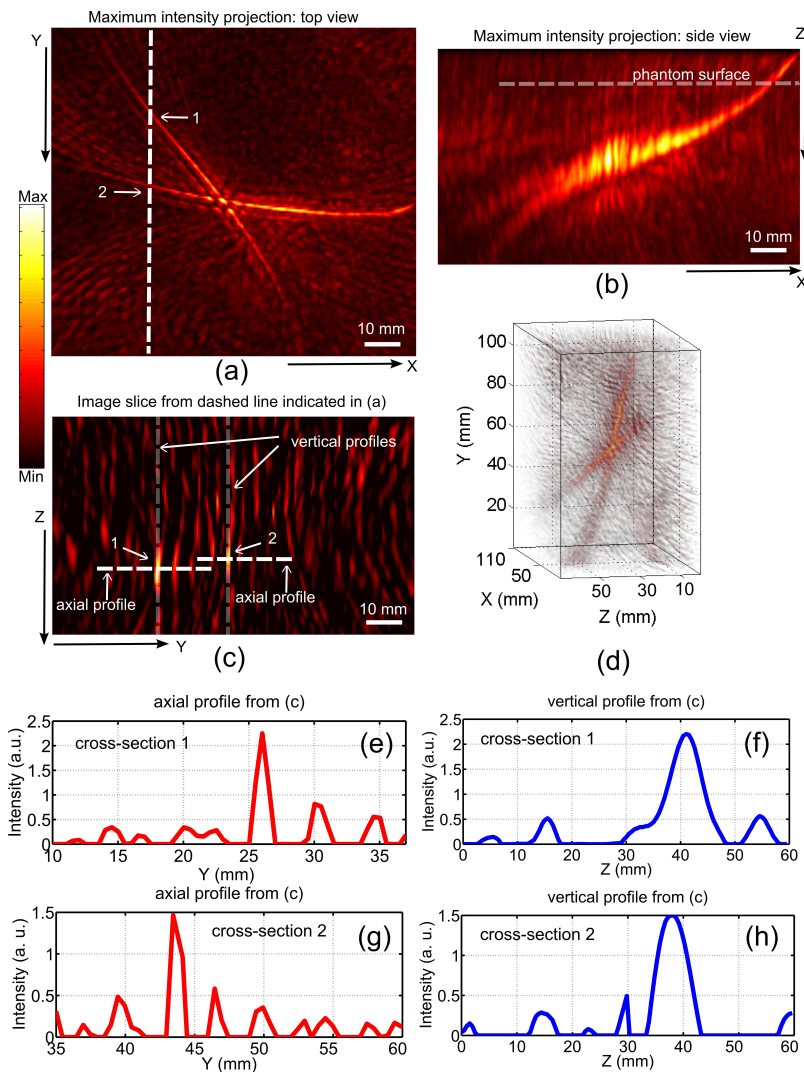 Maximum intensity projection: top view
Y
1
2
10 mm
(a)
X
Max
Min
Maximum intensity projection: side view
Z
phantom surface
10 mm
(b)
X
Image slice from dashed line indicated in (a)
vertical profiles
Z
1
2
axial profile
axial profile
10 mm
Y
(c)
100
80
60
40
20
Y (mm)
110
50
X (mm)
50
30
10
Z (mm)
(d)
axial profile from (c)
Intensity (a.u.)
2.5
2
1.5
1
0.5
0
cross-section 1
(e)
10 15 20 25 30 35
Y (mm)
vertical profile from (c)
Intensity (a.u.)
2.5
2
1.5
1
0.5
0
cross-section 1
(f)
0 10 20 30 40 50 60
Z (mm)
axial profile from (c)
Intensity (a. u.)
1.5
1
0.5
0
cross-section 2
(g)
35 40 45 50 55 60
Y (mm)
vertical profile from (c)
Intensity (a. u.)
1.5
1
0.5
0
cross-section 2
(h)
0 10 20 30 40 50 60
Z (mm)